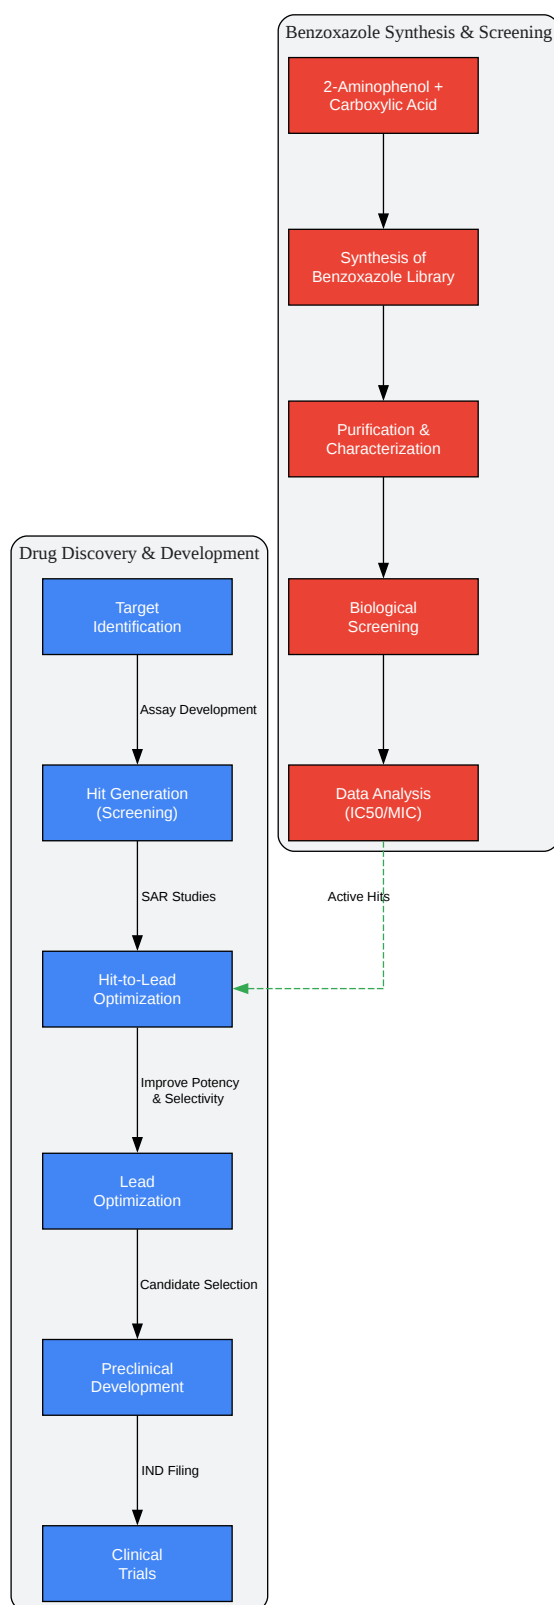 Benzoxazole Synthesis & Screening
2-Aminophenol +
Carboxylic Acid
Synthesis of
Benzoxazole Library
Purification &
Characterization
Biological
Screening
Data Analysis
(IC50/MIC)
Active Hits
Drug Discovery & Development
Target
Identification
Assay Development
Hit Generation
(Screening)
SAR Studies
Hit-to-Lead
Optimization
Improve Potency
& Selectivity
Lead
Optimization
Candidate Selection
Preclinical
Development
IND Filing
Clinical
Trials